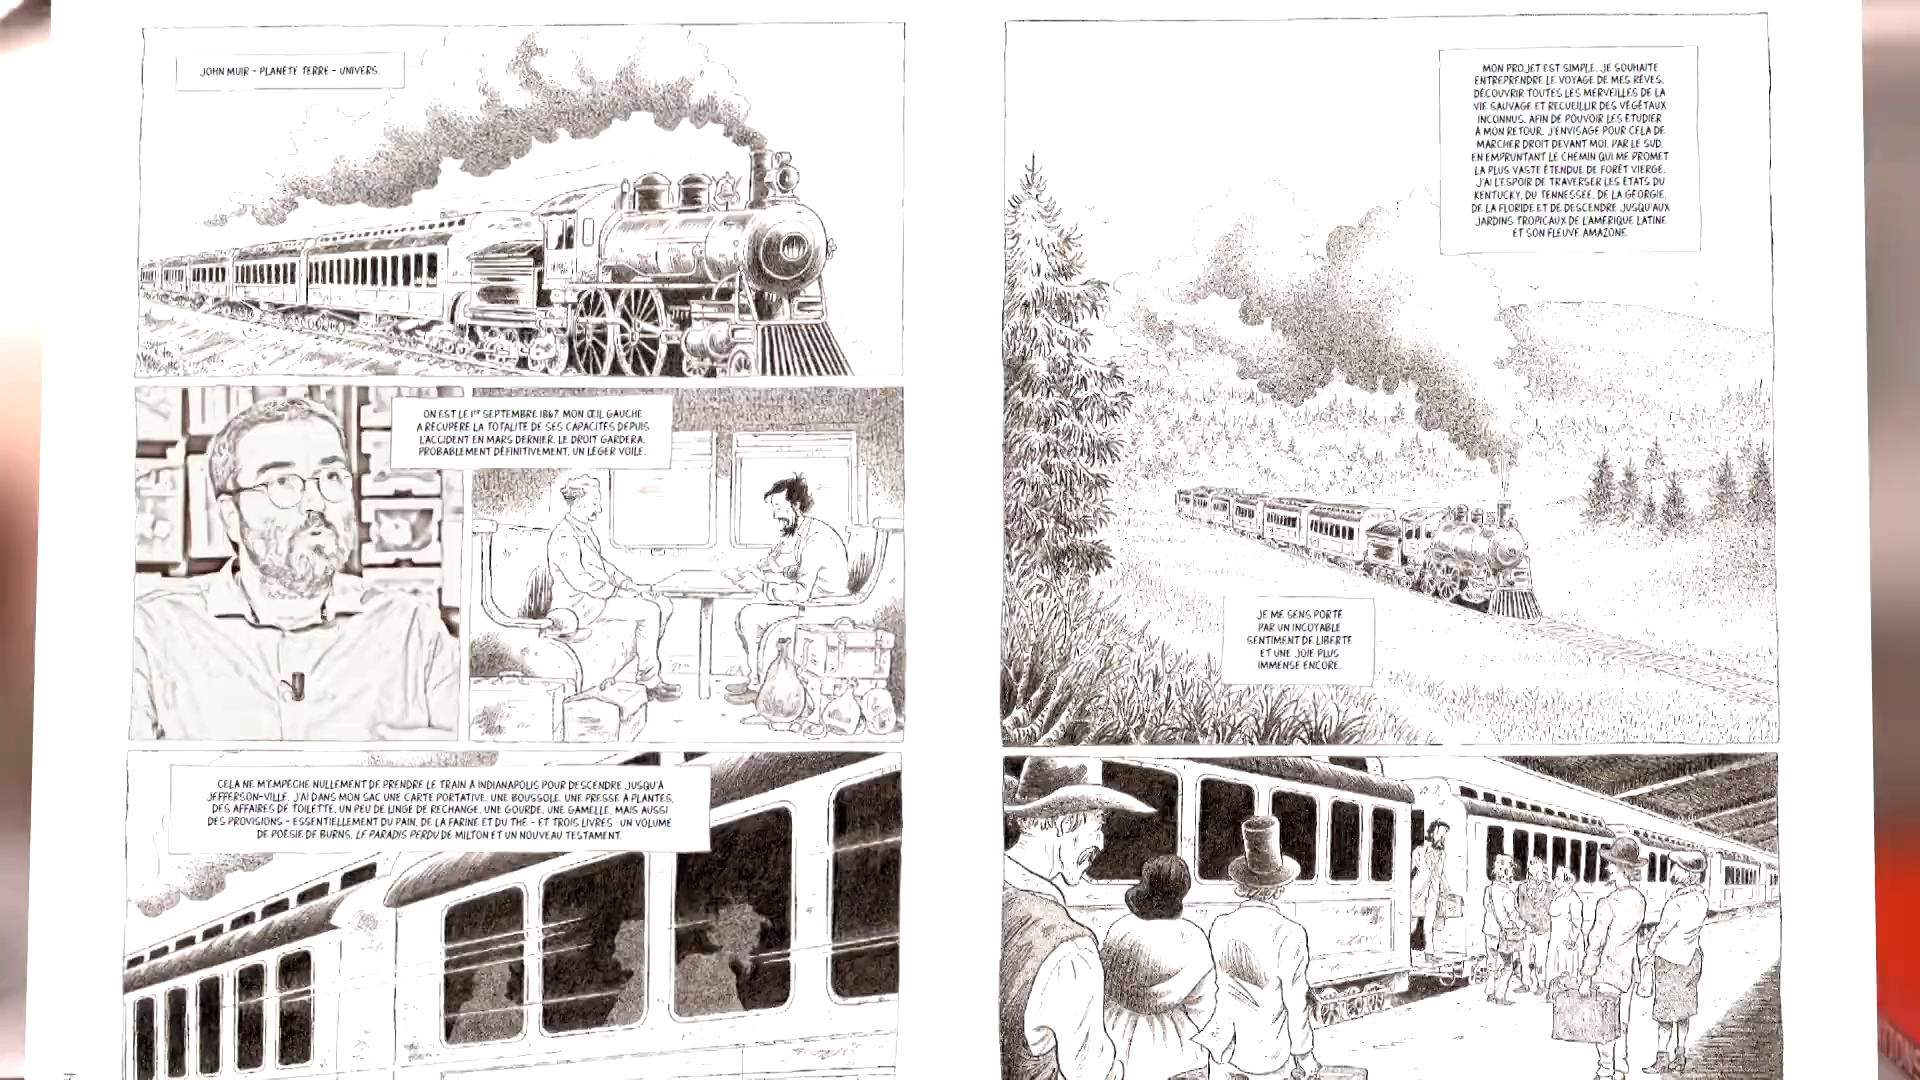 JOHN MUIR - PLANÈTE TERRE - UNIVERS.
ON EST LE 1ER SEPTEMBRE 1867. MON ŒIL GAUCHE
A RÉCUPÉRÉ LA TOTALITÉ DE SES CAPACITÉS DEPUIS
L'ACCIDENT EN MARS DERNIER. LE DROIT GARDERA,
PROBABLEMENT DÉFINITIVEMENT, UN LÉGER VOILE.
CELA NE M'EMPÊCHE NULLEMENT DE PRENDRE LE TRAIN À INDIANAPOLIS POUR DESCENDRE JUSQU'À
JEFFERSON-VILLE. J'AI DANS MON SAC UNE CARTE PORTATIVE, UNE BOUSSOLE, UNE PRESSE À PLANTES,
DES AFFAIRES DE TOILETTE, UN PEU DE LINGE DE RECHANGE, UNE GOURDE, UNE GAMELLE, MAIS AUSSI
DES PROVISIONS - ESSENTIELLEMENT DU PAIN, DE LA FARINE ET DU THÉ - ET TROIS LIVRES : UN VOLUME
DE POÉSIE DE BURNS, LE PARADIS PERDU DE MILTON ET UN NOUVEAU TESTAMENT.
MON PROJET EST SIMPLE. JE SOUHAITE
ENTREPRENDRE LE VOYAGE DE MES RÊVES,
DÉCOUVRIR TOUTES LES MERVEILLES DE LA
VIE SAUVAGE ET RECUEILLIR DES VÉGÉTAUX
INCONNUS, AFIN DE POUVOIR LES ÉTUDIER
À MON RETOUR. J'ENVISAGE POUR CELA DE
MARCHER DROIT DEVANT MOI, PAR LE SUD,
EN EMPRUNTANT LE CHEMIN QUI ME PROMET
LA PLUS VASTE ÉTENDUE DE FORÊT VIERGE.
J'AI L'ESPOIR DE TRAVERSER LES ÉTATS DU
KENTUCKY, DU TENNESSEE, DE LA GÉORGIE,
DE LA FLORIDE ET DE DESCENDRE JUSQU'AUX
JARDINS TROPICAUX DE L'AMÉRIQUE LATINE
ET SON FLEUVE AMAZONE.
JE ME SENS PORTÉ
PAR UN INCOYABLE
SENTIMENT DE LIBERTÉ
ET UNE JOIE PLUS
IMMENSE ENCORE.